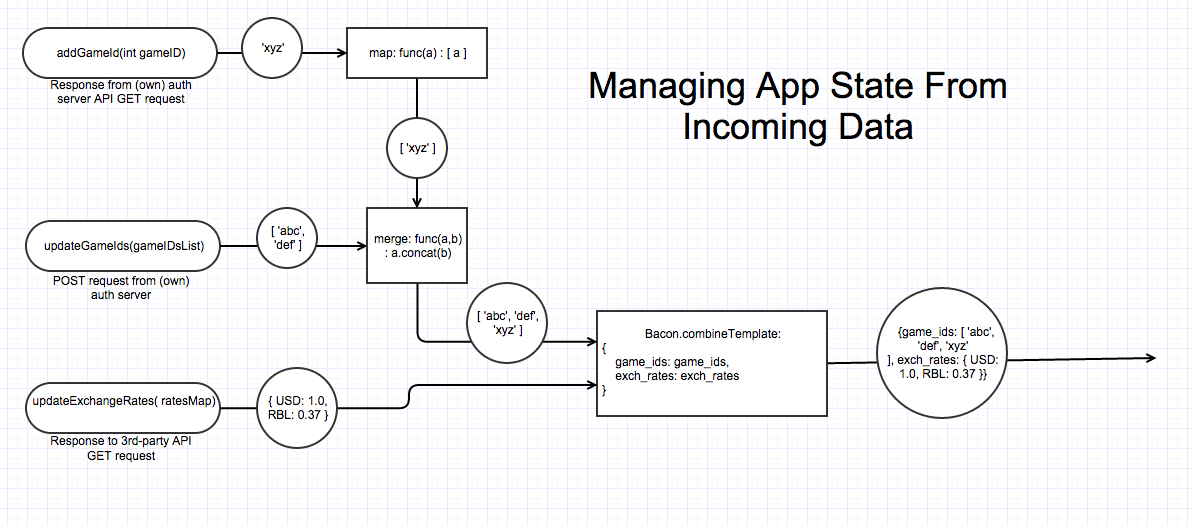 Managing App State From
Incoming Data
addGameId(int gameID)
'xyz'
map: func(a) : [ a ]
Response from (own) auth
server API GET request
[ 'xyz' ]
updateGameIds(gameIDsList)
[ 'abc',
'def' ]
merge: func(a,b)
: a.concat(b)
POST request from (own)
auth server
[ 'abc', 'def',
'xyz' ]
Bacon.combineTemplate:
{
game_ids: game_ids,
exch_rates: exch_rates
}
{game_ids: [ 'abc',
'def', 'xyz'
], exch_rates: { USD:
1.0, RBL: 0.37 }}
updateExchangeRates( ratesMap)
{ USD: 1.0,
RBL: 0.37 }
Response to 3rd-party API
GET request